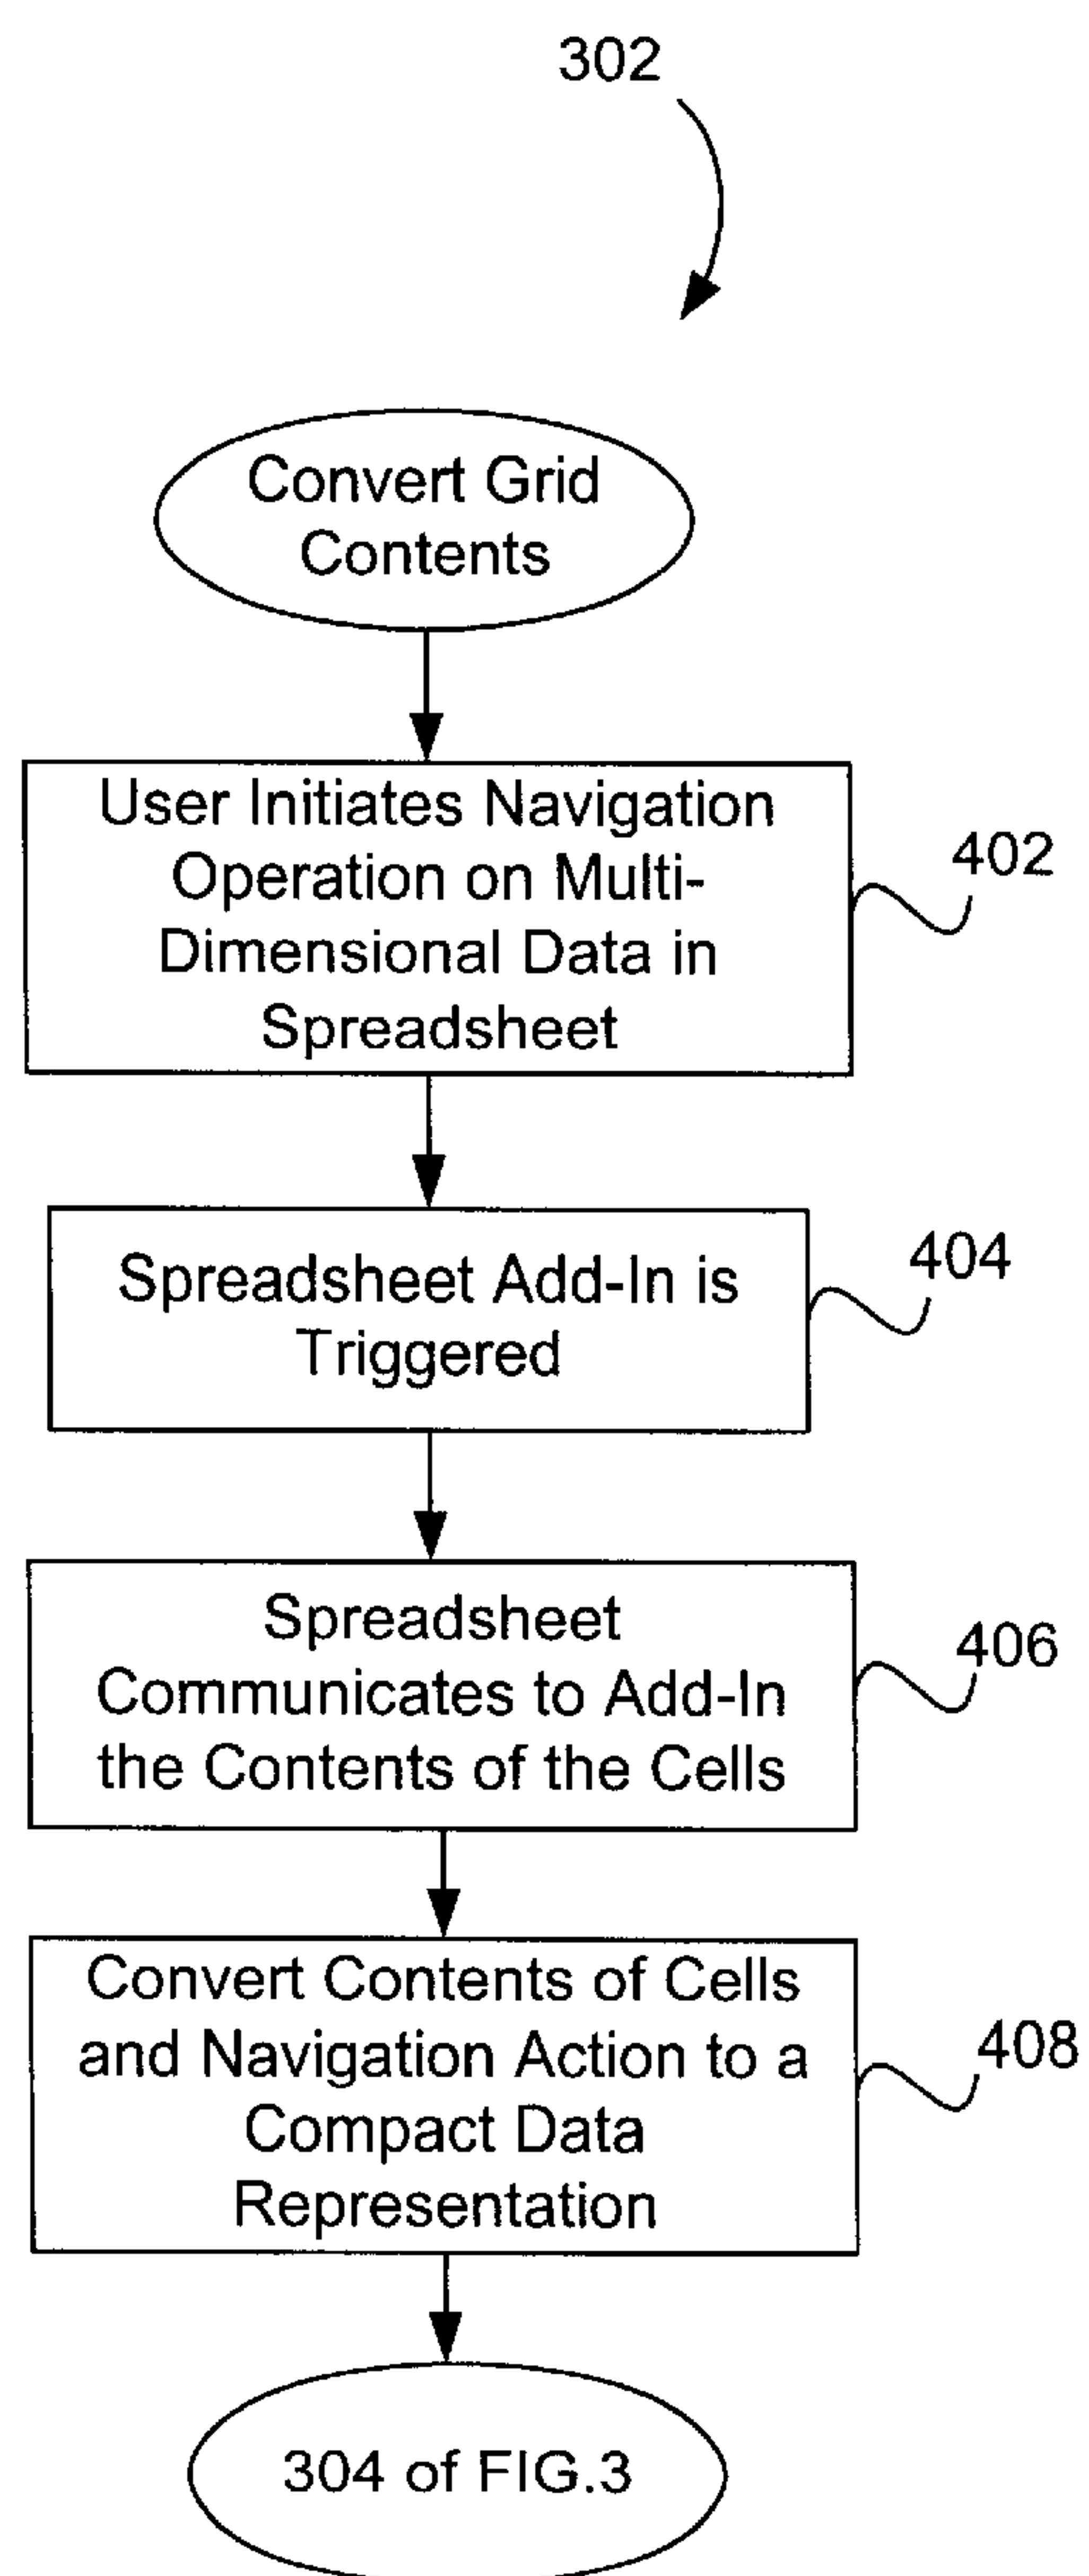 302
Convert Grid
Contents
User Initiates Navigation
Operation on Multi-
Dimensional Data in
Spreadsheet
402
Spreadsheet Add-In is
Triggered
404
Spreadsheet
Communicates to Add-In
the Contents of the Cells
406
Convert Contents of Cells
and Navigation Action to a
Compact Data
Representation
408
304 of FIG.3